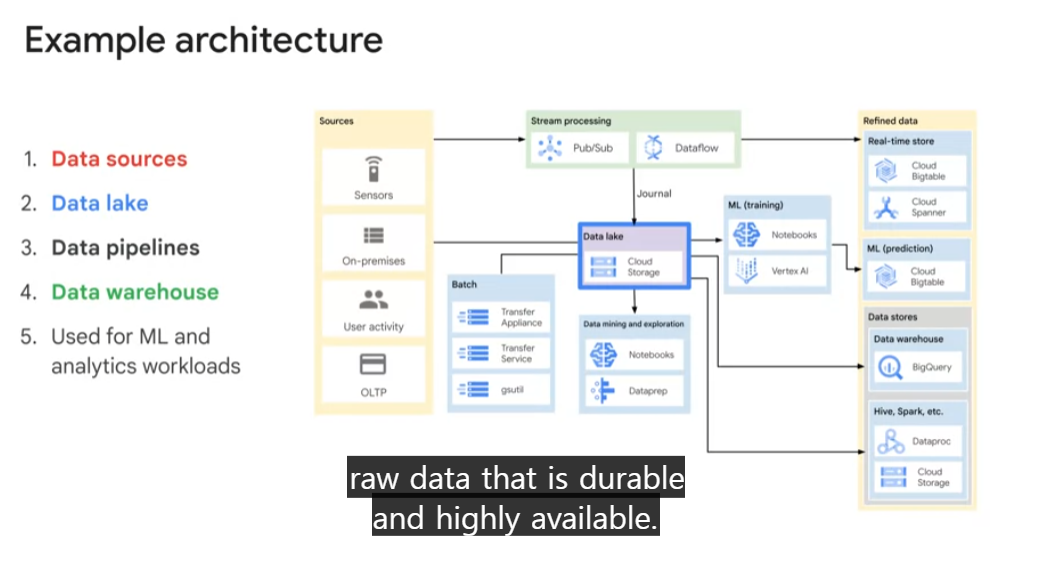 Example architecture
1. Data sources
2. Data lake
3. Data pipelines
4. Data warehouse
5. Used for ML and
analytics workloads
Sources
Sensors
On-premises
User activity
OLTP
Stream processing
Pub/Sub
Dataflow
Journal
Batch
Transfer
Appliance
Transfer
Service
gsutil
Data lake
Cloud
Storage
Data mining and exploration
Notebooks
Dataprep
ML (training)
Notebooks
Vertex AI
Refined data
Real-time store
Cloud
Bigtable
Cloud
Spanner
ML (prediction)
Cloud
Bigtable
Data stores
Data warehouse
BigQuery
Hive, Spark, etc.
Dataproc
Cloud
Storage
raw data that is durable
and highly available.